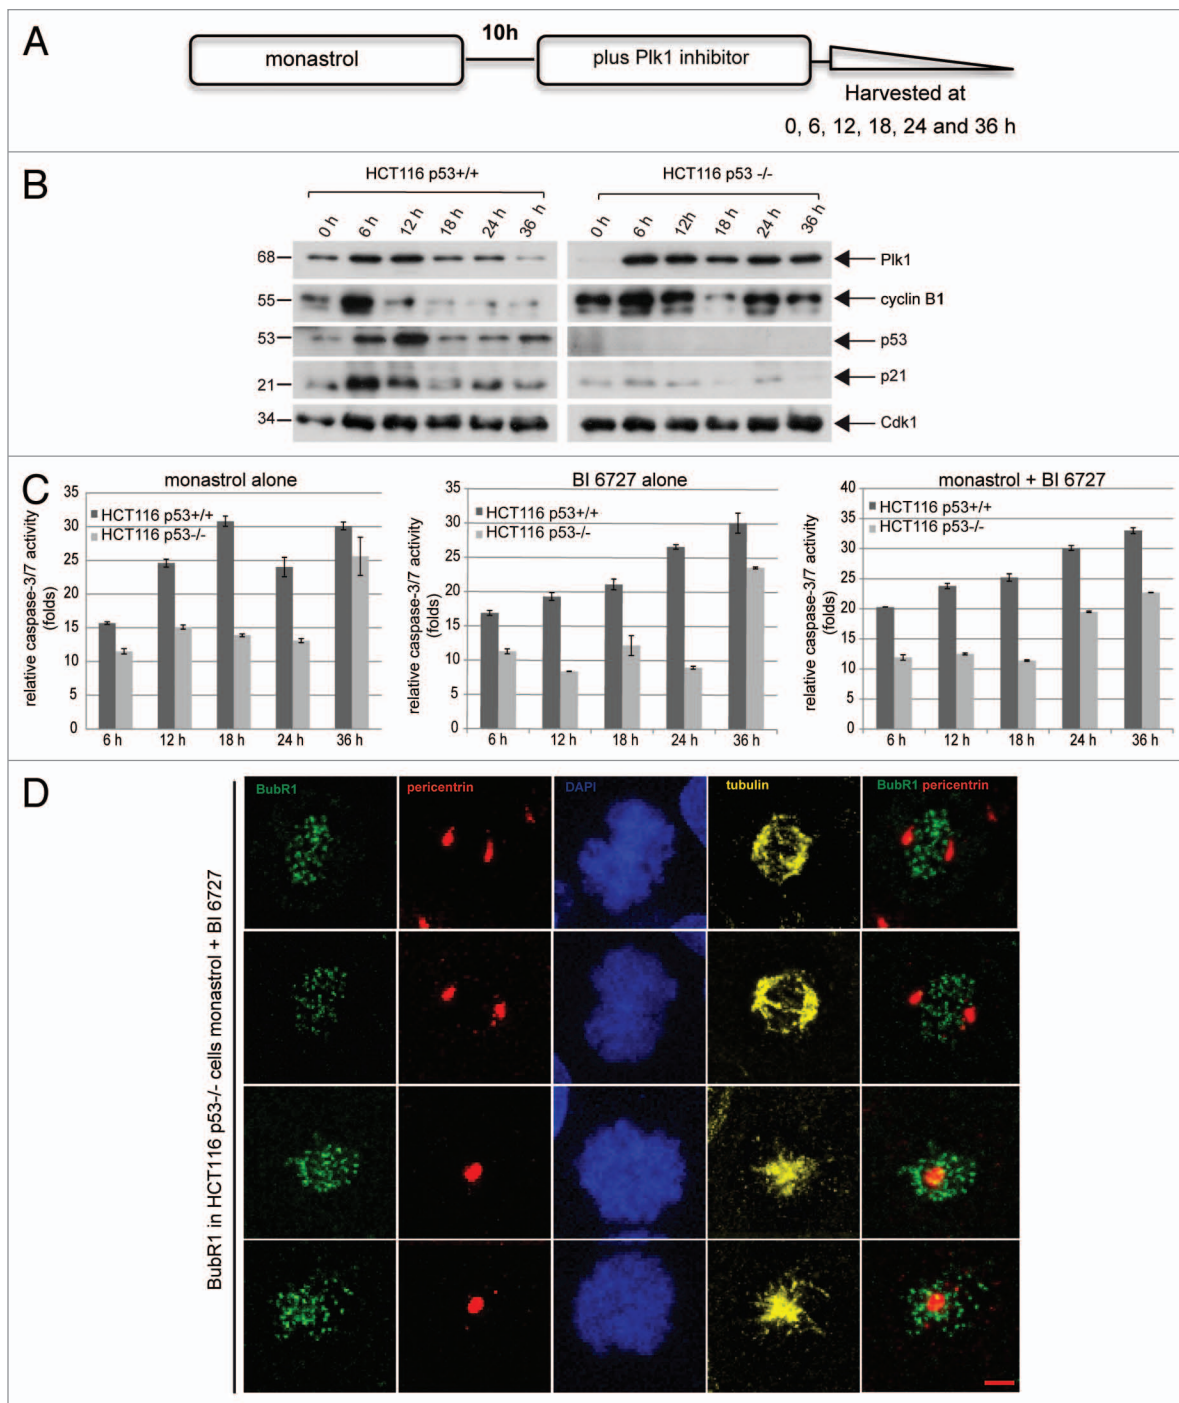 A
monastrol
10h
plus Plk1 inhibitor
Harvested at
0, 6, 12, 18, 24 and 36 h
B
HCT116 p53+/+
HCT116 p53 -/-
0 h
6 h
12 h
18 h
24 h
36 h
0 h
6 h
12h
18 h
24 h
36 h
68
Plk1
55
cyclin B1
53
p53
21
p21
34
Cdk1
C
monastrol alone
relative caspase-3/7 activity
(folds)
35
30
25
20
15
10
5
0
HCT116 p53+/+
HCT116 p53-/-
6 h
12 h
18 h
24 h
36 h
BI 6727 alone
relative caspase-3/7 activity
(folds)
35
30
25
20
15
10
5
0
HCT116 p53+/+
HCT116 p53-/-
6 h
12 h
18 h
24 h
36 h
monastrol + BI 6727
relative caspase-3/7 activity
(folds)
40
35
30
25
20
15
10
5
0
HCT116 p53+/+
HCT116 p53-/-
6 h
12 h
18 h
24 h
36 h
D
BubR1 in HCT116 p53-/- cells monastrol + BI 6727
BubR1
pericentrin
DAPI
tubulin
BubR1 pericentrin